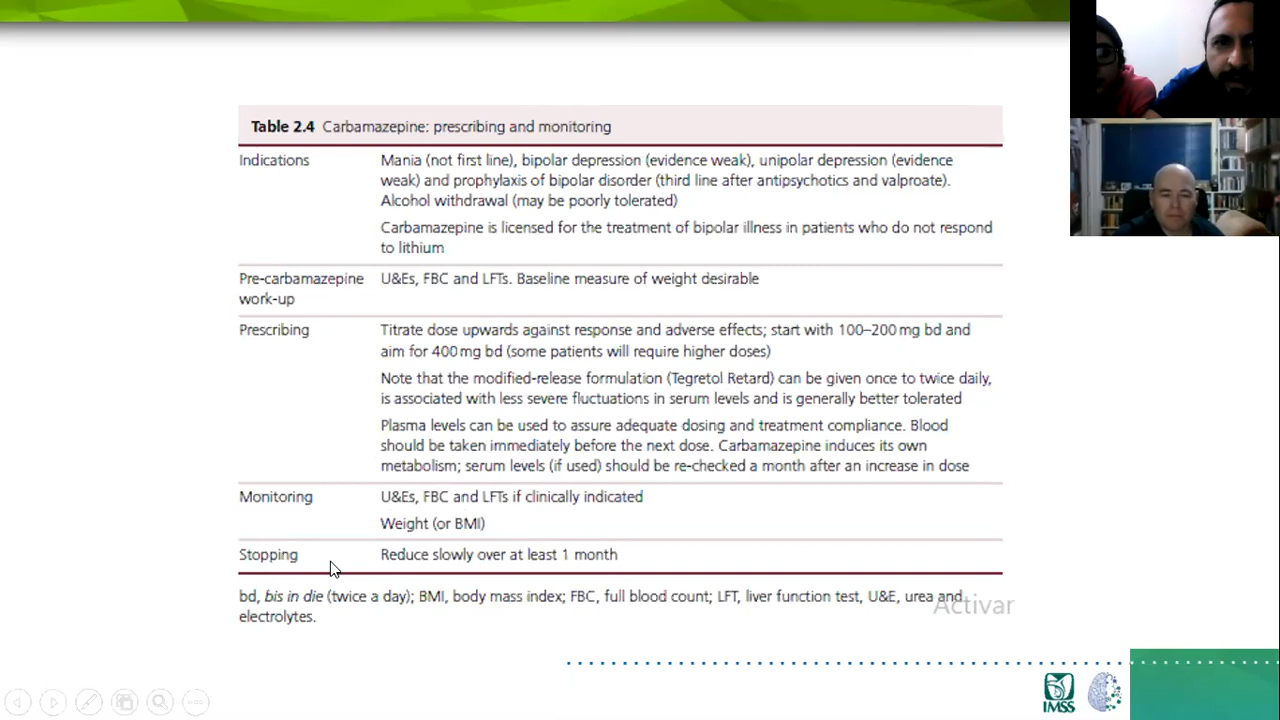 Table 2.4 Carbamazepine: prescribing and monitoring
Indications
Mania (not first line), bipolar depression (evidence weak), unipolar depression (evidence
weak) and prophylaxis of bipolar disorder (third line after antipsychotics and valproate).
Alcohol withdrawal (may be poorly tolerated)
Carbamazepine is licensed for the treatment of bipolar illness in patients who do not respond
to lithium
Pre-carbamazepine
work-up
U&Es, FBC and LFTs. Baseline measure of weight desirable
Prescribing
Titrate dose upwards against response and adverse effects; start with 100–200 mg bd and
aim for 400 mg bd (some patients will require higher doses)
Note that the modified-release formulation (Tegretol Retard) can be given once to twice daily,
is associated with less severe fluctuations in serum levels and is generally better tolerated
Plasma levels can be used to assure adequate dosing and treatment compliance. Blood
should be taken immediately before the next dose. Carbamazepine induces its own
metabolism; serum levels (if used) should be re-checked a month after an increase in dose
Monitoring
U&Es, FBC and LFTs if clinically indicated
Weight (or BMI)
Stopping
Reduce slowly over at least 1 month
bd, bis in die (twice a day); BMI, body mass index; FBC, full blood count; LFT, liver function test, U&E, urea and
electrolytes.
Activar
IMSS